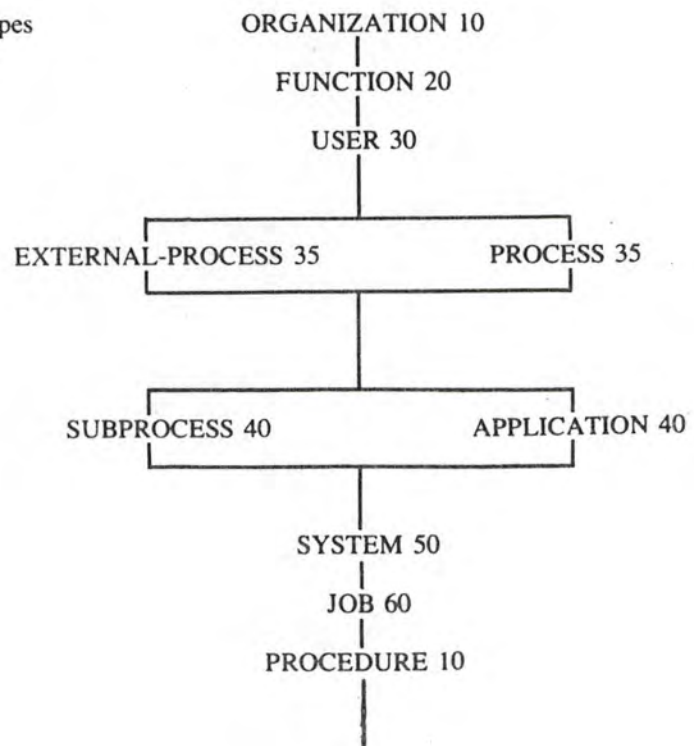 pes
ORGANIZATION 10
FUNCTION 20
USER 30
EXTERNAL-PROCESS 35 PROCESS 35
SUBPROCESS 40 APPLICATION 40
SYSTEM 50
JOB 60
PROCEDURE 10